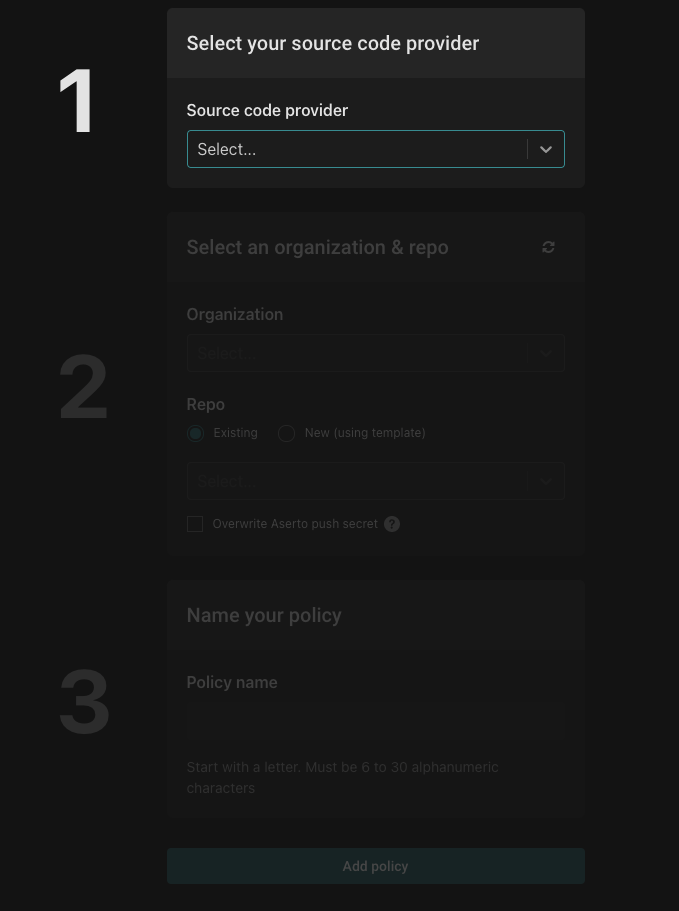 1
Select your source code provider
Source code provider
Select...
2
Select an organization & repo
Organization
Select...
Repo
Existing New (using template)
Select...
Overwrite Aserto push secret ?
3
Name your policy
Policy name
Start with a letter. Must be 6 to 30 alphanumeric
characters
Add policy